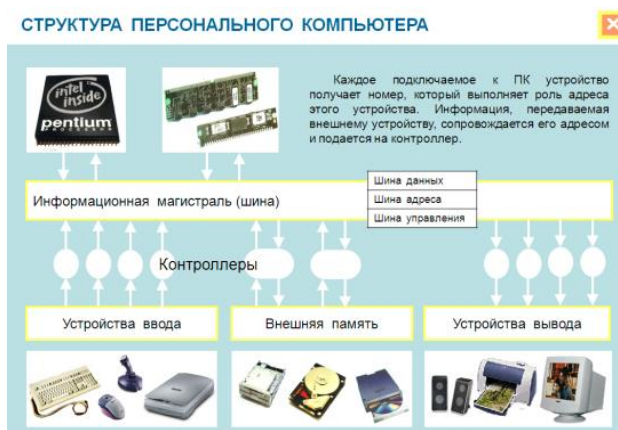 СТРУКТУРА ПЕРСОНАЛЬНОГО КОМПЬЮТЕРА
intel
inside
pentium
PROCESSOR
Каждое подключаемое к ПК устройство
получает номер, который выполняет роль адреса
этого устройства. Информация, передаваемая
внешнему устройству, сопровождается его адресом
и подается на контроллер.
Информационная магистраль (шина)
Шина данных
Шина адреса
Шина управления
Контроллеры
Устройства ввода
Внешняя память
Устройства вывода